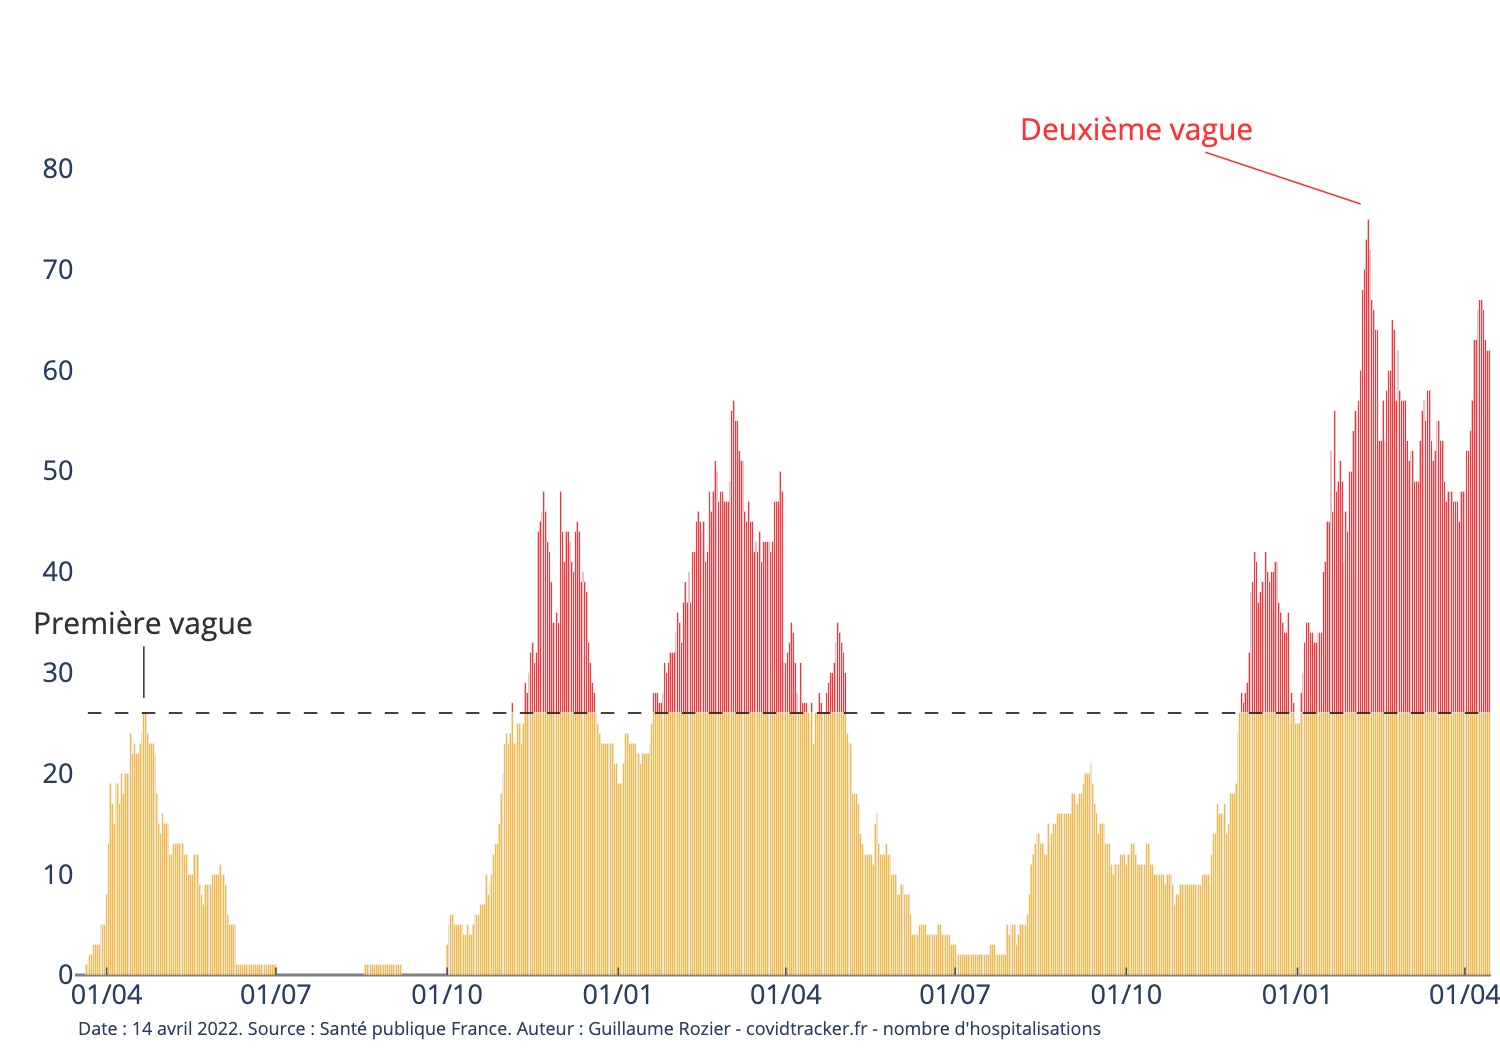 Deuxième vague
80
70
60
50
40
Première vague
30
20
10
0
01/04 01/07 01/10 01/01 01/04 01/07 01/10 01/01 01/04
Date : 14 avril 2022. Source : Santé publique France. Auteur : Guillaume Rozier - covidtracker.fr - nombre d'hospitalisations